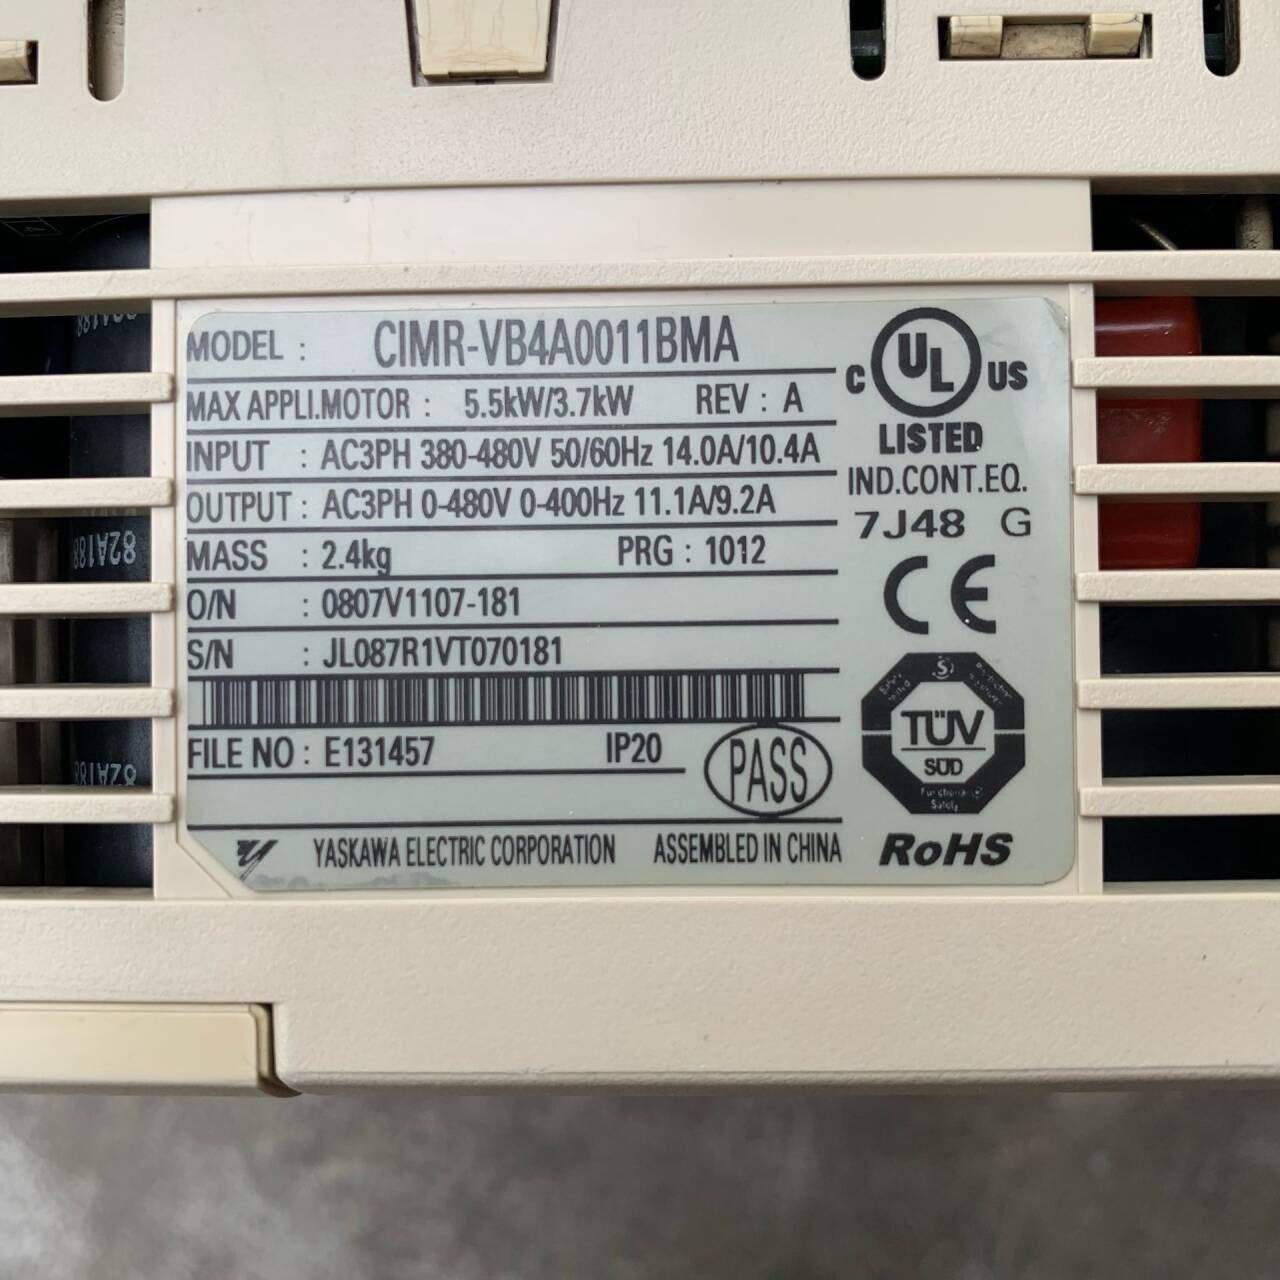 MODEL : CIMR-VB4A0011BMA
MAX APPLI.MOTOR : 5.5kW/3.7kW REV : A
INPUT : AC3PH 380-480V 50/60Hz 14.0A/10.4A
OUTPUT : AC3PH 0-480V 0-400Hz 11.1A/9.2A
MASS : 2.4kg PRG : 1012
O/N : 0807V1107-181
S/N : JL087R1VT070181
FILE NO : E131457 IP20 PASS
YASKAWA ELECTRIC CORPORATION ASSEMBLED IN CHINA
C UL US
LISTED
IND.CONT.EQ.
7J48 G
CE
TÜV
SÜD
Functional
Safety
RoHS
82A188